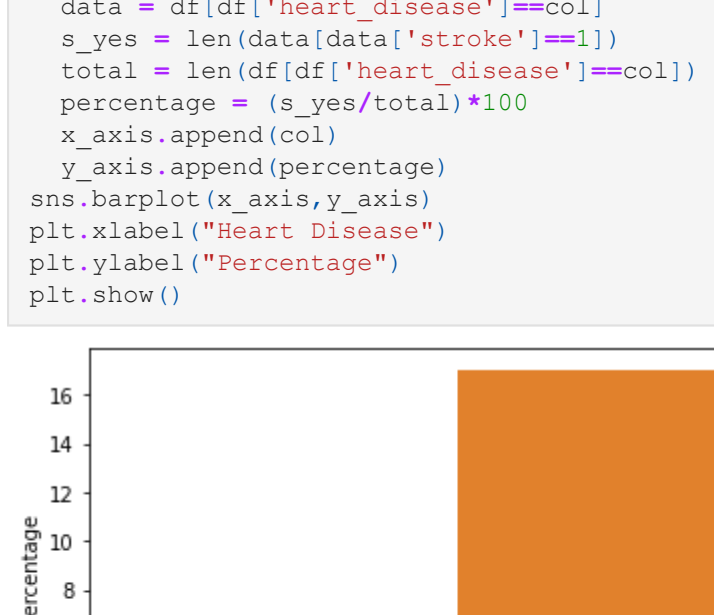 data = df[df['heart_disease']==col]
s_yes = len(data[data['stroke']==1])
total = len(df[df['heart_disease']==col])
percentage = (s_yes/total)*100
x_axis.append(col)
y_axis.append(percentage)
sns.barplot(x_axis,y_axis)
plt.xlabel("Heart Disease")
plt.ylabel("Percentage")
plt.show()
16
14
12
10
8
ercentage